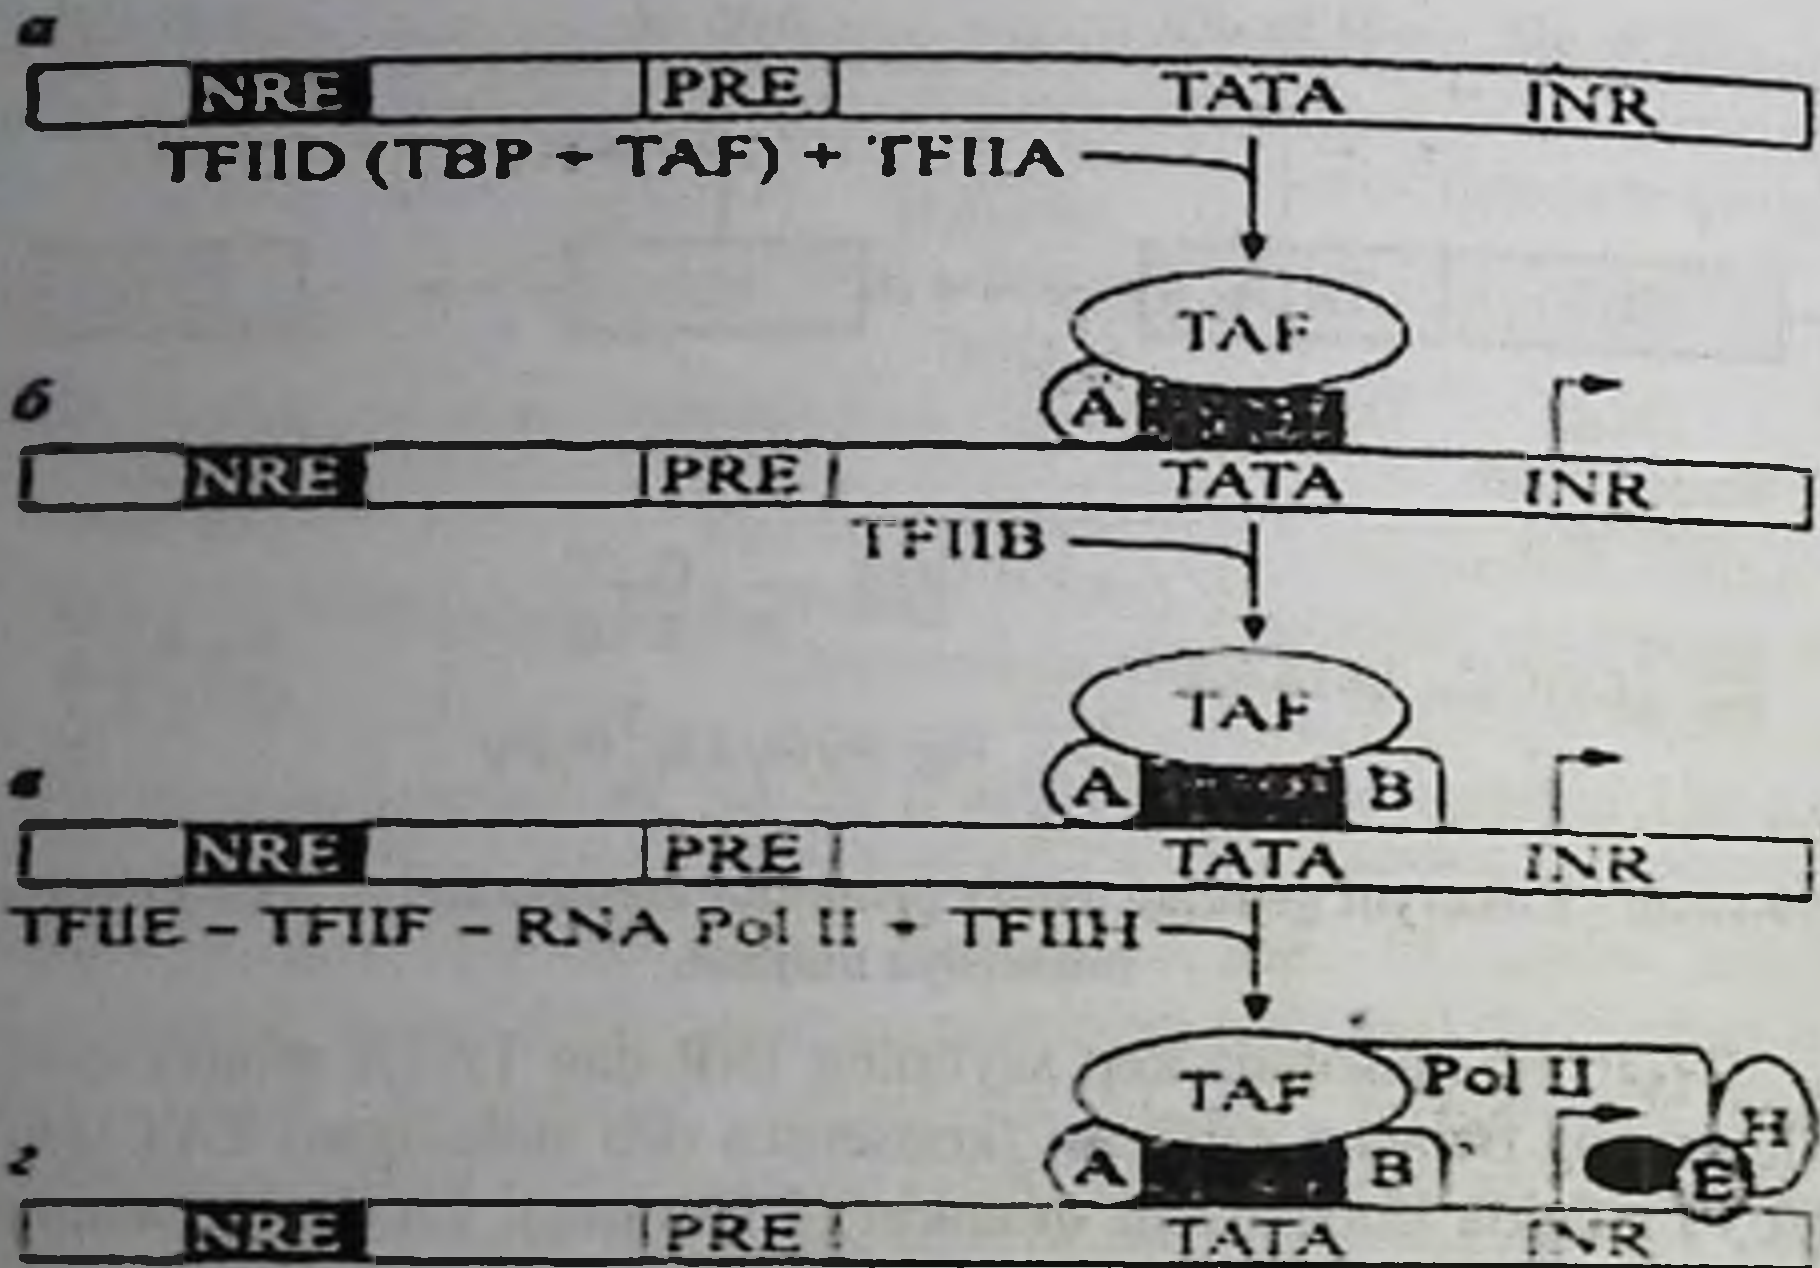 а
NRE PRE TATA INR
TFIID (TBP + TAF) + TFIIA
TAF
A
б
NRE PRE TATA INR
TFIIB
TAF
A B
в
NRE PRE TATA INR
TFIIE – TFIIF – RNA Pol II + TFIIH
TAF Pol II
H
A B E
г
NRE PRE TATA INR